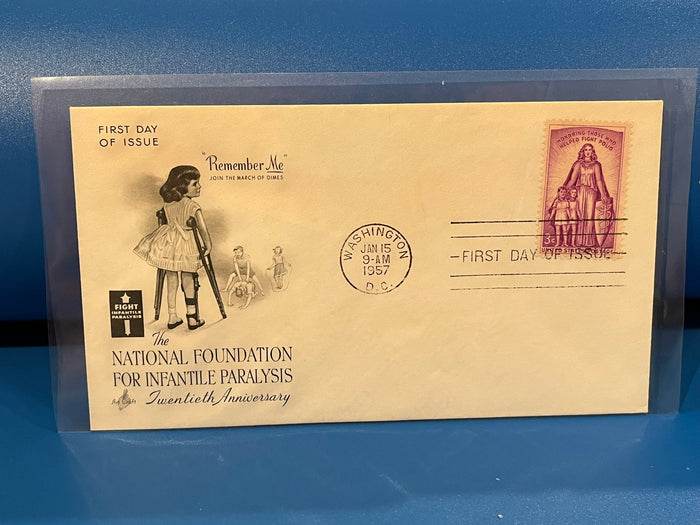 FIRST DAY
OF ISSUE
"Remember Me"
JOIN THE MARCH OF DIMES
FIGHT
INFANTILE
PARALYSIS
The
NATIONAL FOUNDATION
FOR INFANTILE PARALYSIS
Twentieth Anniversary
WASHINGTON
JAN 15
9-AM
1957
D.C.
HONORING THOSE WHO
HELPED FIGHT POLIO
3¢
FIRST DAY OF ISSUE